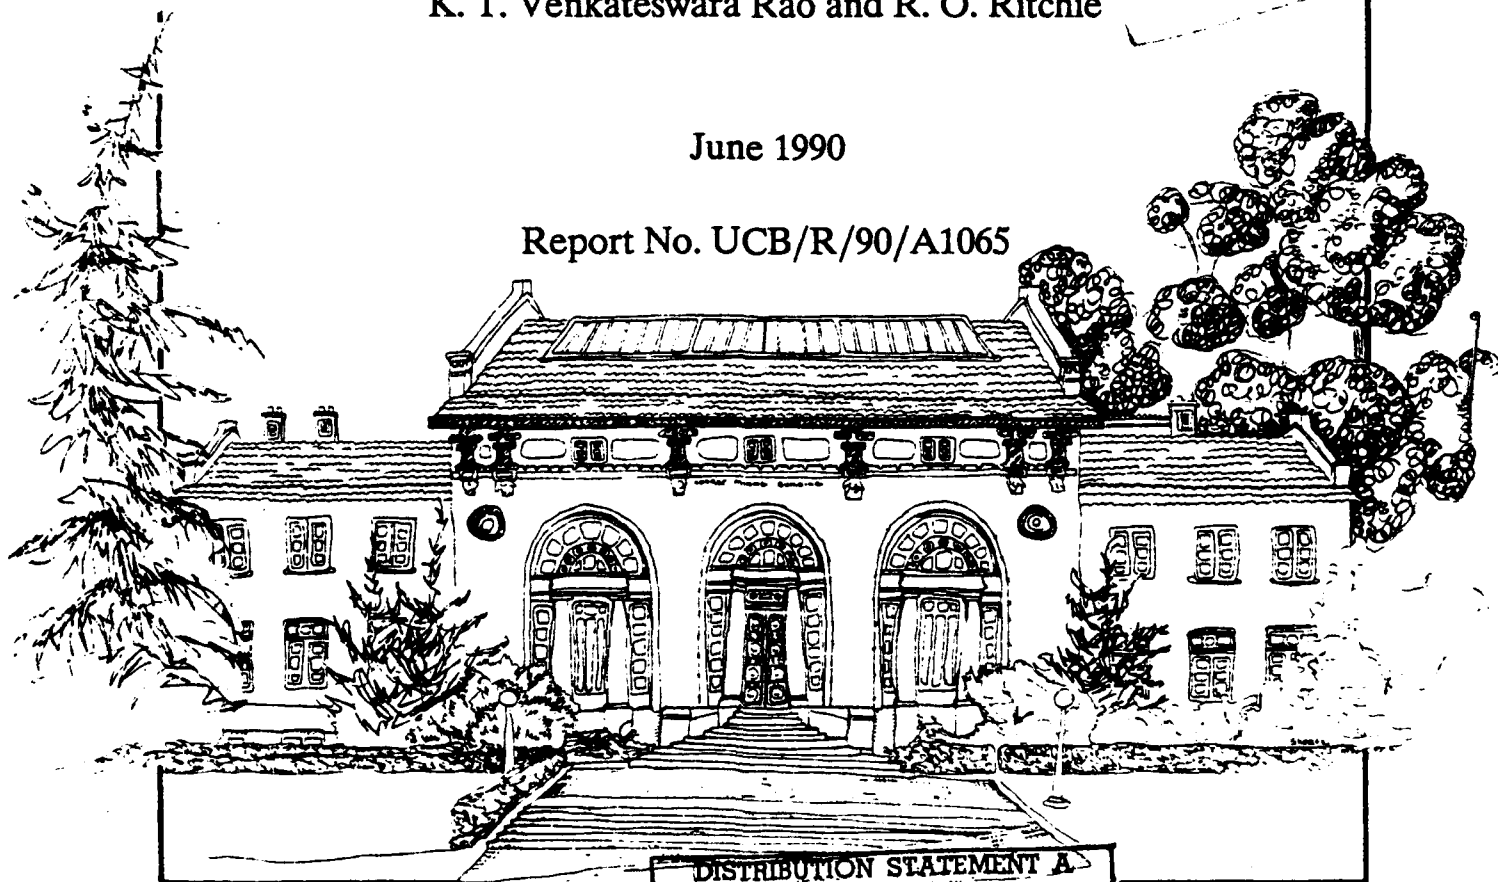 K. T. Venkateswara Rao and R. O. Ritchie
June 1990
Report No. UCB/R/90/A1065
DISTRIBUTION STATEMENT A